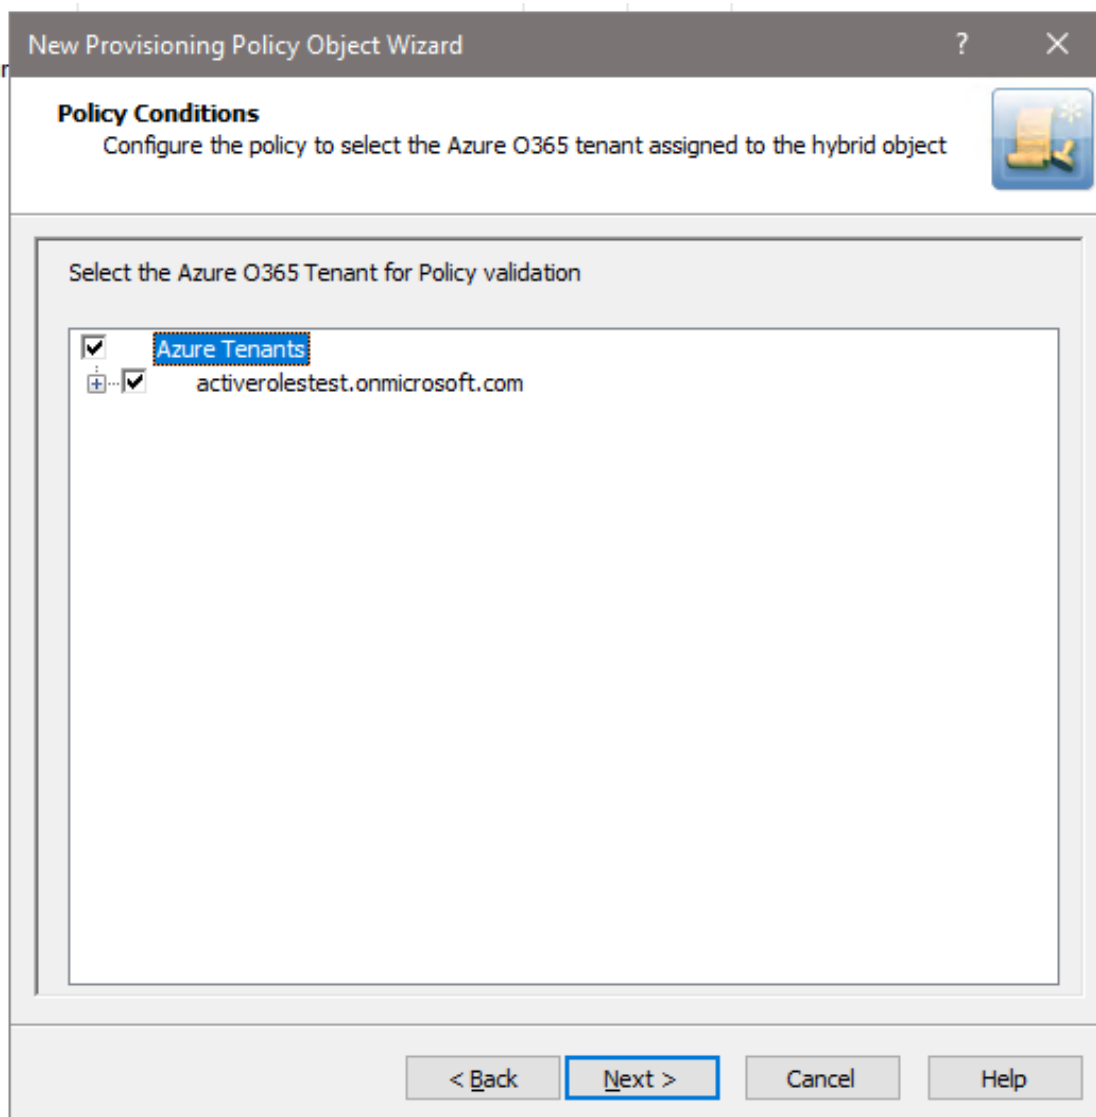 New Provisioning Policy Object Wizard
Policy Conditions
Configure the policy to select the Azure O365 tenant assigned to the hybrid object
Select the Azure O365 Tenant for Policy validation
Azure Tenants
activerolestest.onmicrosoft.com
< Back Next > Cancel Help